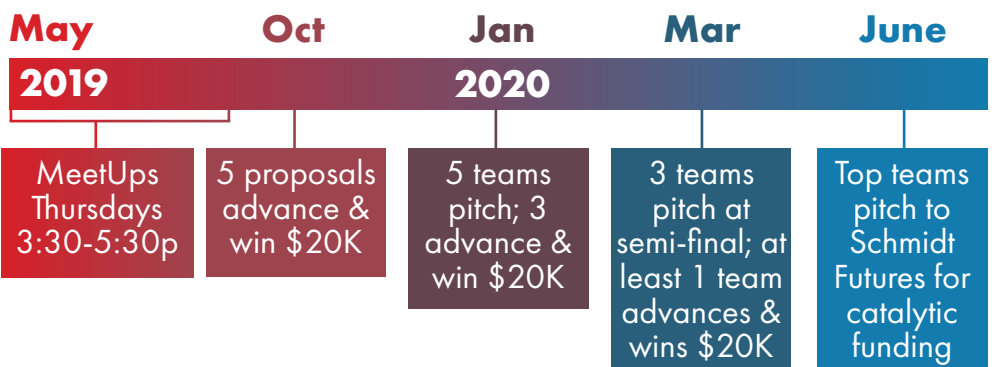 May Oct Jan Mar June
2019 2020
MeetUps
Thursdays
3:30-5:30p
5 proposals
advance &
win $20K
5 teams
pitch; 3
advance &
win $20K
3 teams
pitch at
semi-final; at
least 1 team
advances &
wins $20K
Top teams
pitch to
Schmidt
Futures for
catalytic
funding